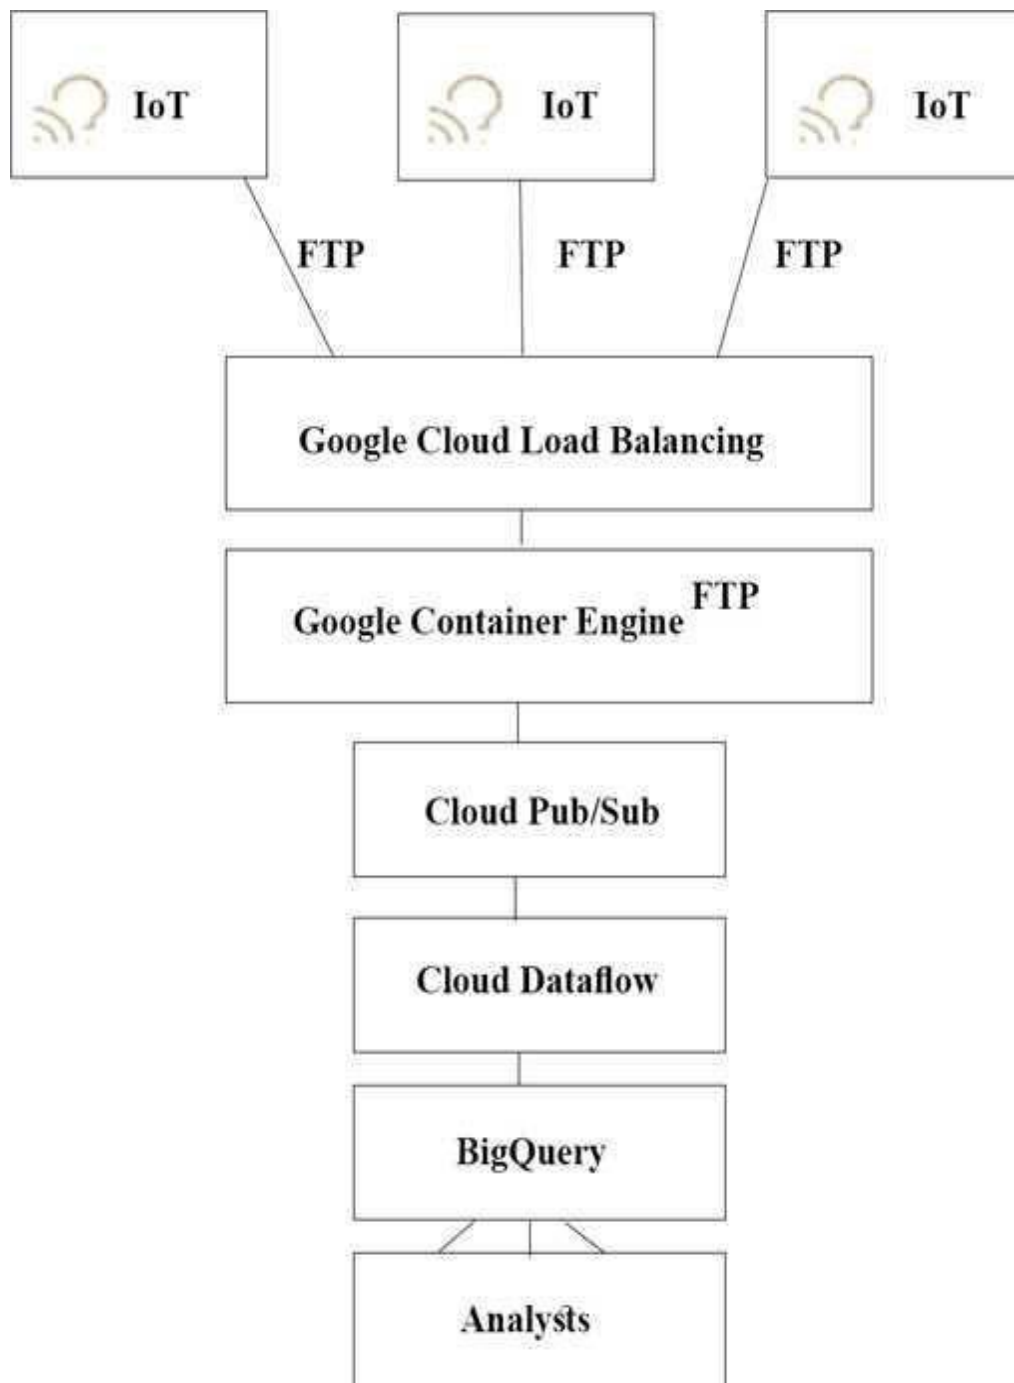 IoT
IoT
IoT
FTP
FTP
FTP
Google Cloud Load Balancing
Google Container Engine FTP
Cloud Pub/Sub
Cloud Dataflow
BigQuery
Analysts